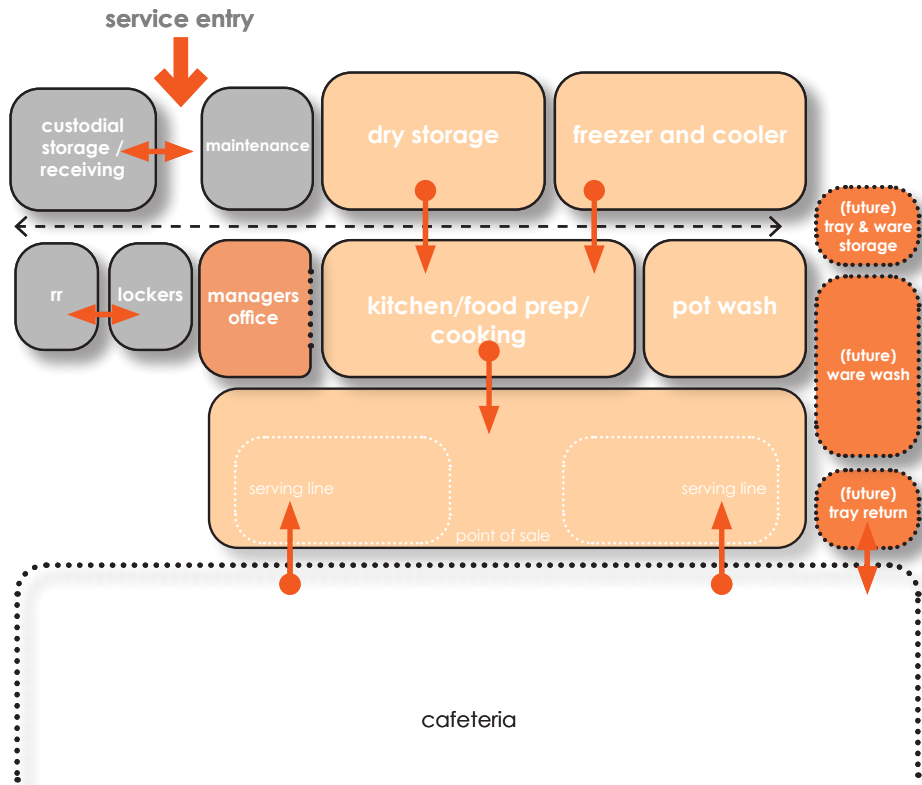 service entry
custodial
storage /
receiving
maintenance
dry storage
freezer and cooler
(future)
tray & ware
storage
rr
lockers
managers
office
kitchen/food prep/
cooking
pot wash
(future)
ware wash
serving line
serving line
point of sale
(future)
tray return
cafeteria